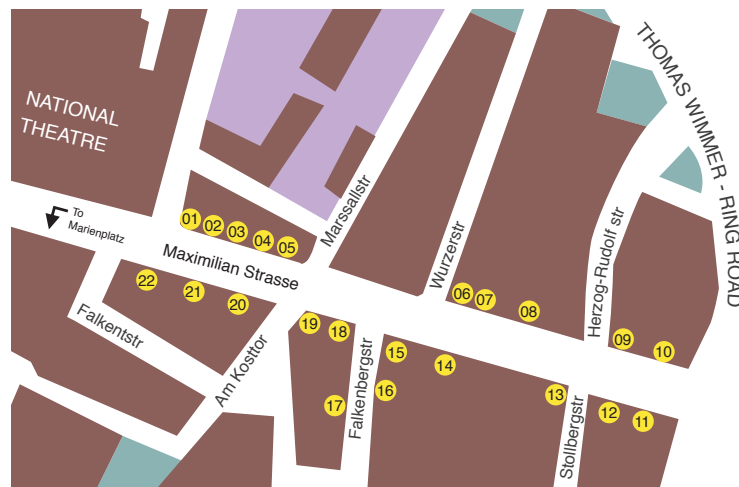 NATIONAL
THEATRE
THOMAS WIMMER - RING ROAD
To
Marienplatz
Maximilian Strasse
Marssallstr
Wurzerstr
Herzog-Rudolf str
Falkentstr
Am Kosttor
Falkenbergstr
Stollbergstr
01
02
03
04
05
06
07
08
09
10
11
12
13
14
15
16
17
18
19
20
21
22